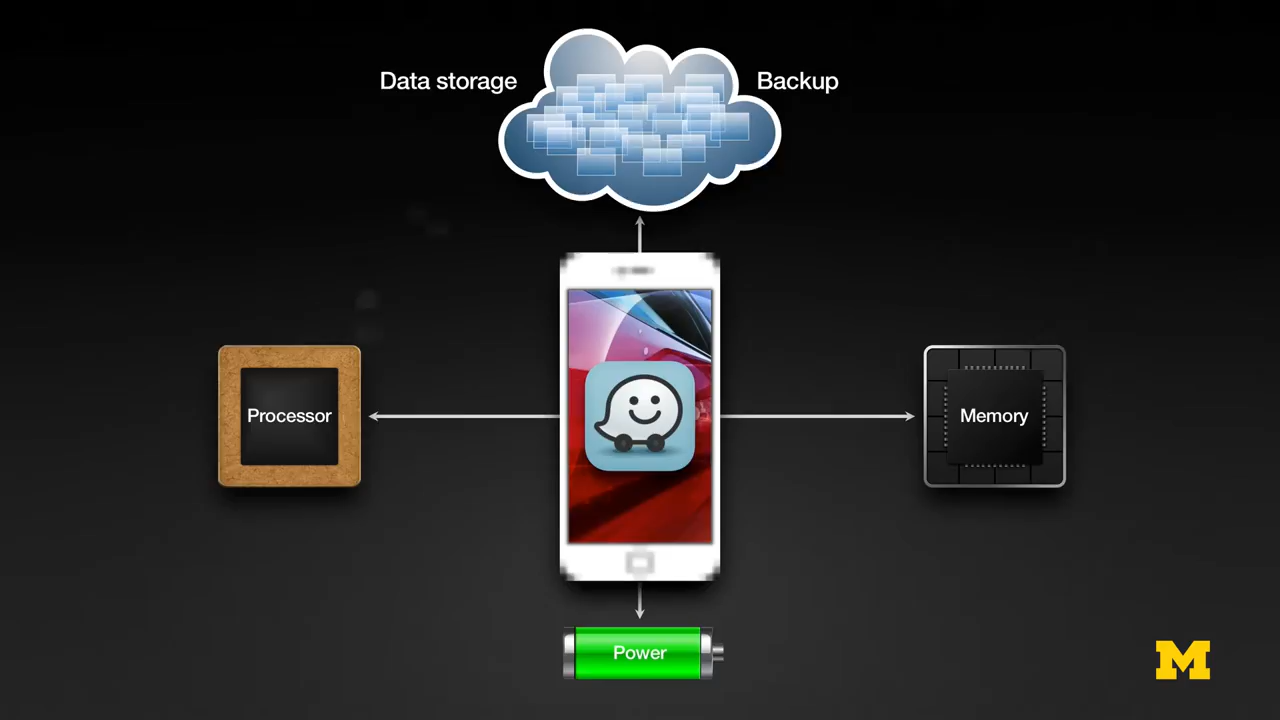 Data storage
Backup
Processor
Memory
Power
M